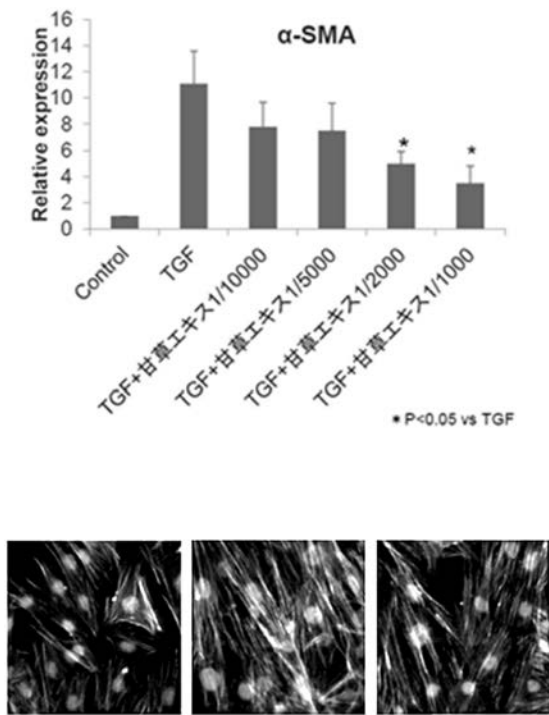 α-SMA
Relative expression
16
14
12
10
8
6
4
2
0
Control
TGF
TGF+甘草エキス1/10000
TGF+甘草エキス1/5000
TGF+甘草エキス1/2000
TGF+甘草エキス1/1000
* *
* P<0.05 vs TGF